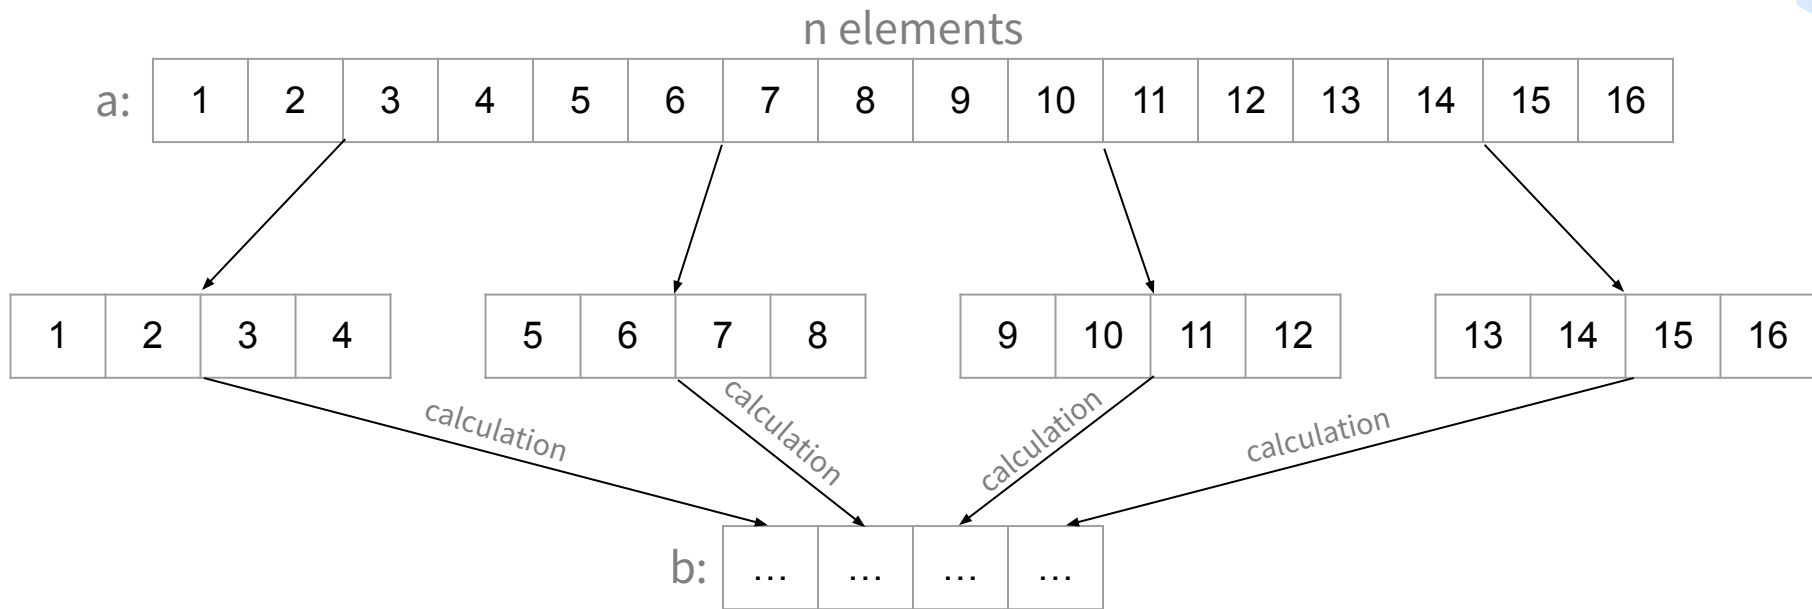 n elements
a: 1 2 3 4 5 6 7 8 9 10 11 12 13 14 15 16
1 2 3 4 5 6 7 8 9 10 11 12 13 14 15 16
calculation calculation calculation calculation
b: ... ... ... ...